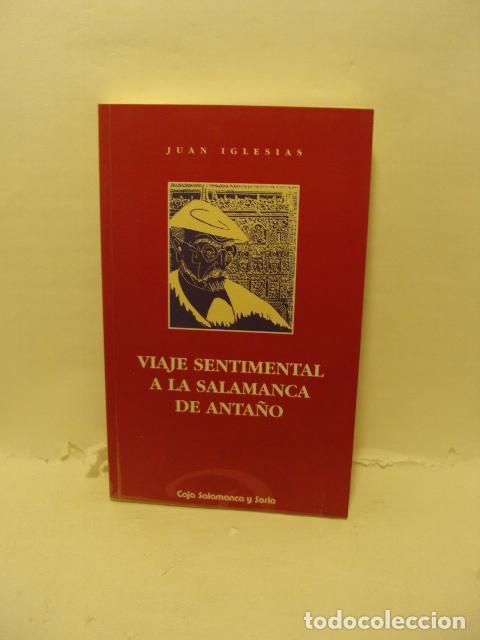 JUAN IGLESIAS
VIAJE SENTIMENTAL
A LA SALAMANCA
DE ANTAÑO
Caja Salamanca y Soria
todocoleccion